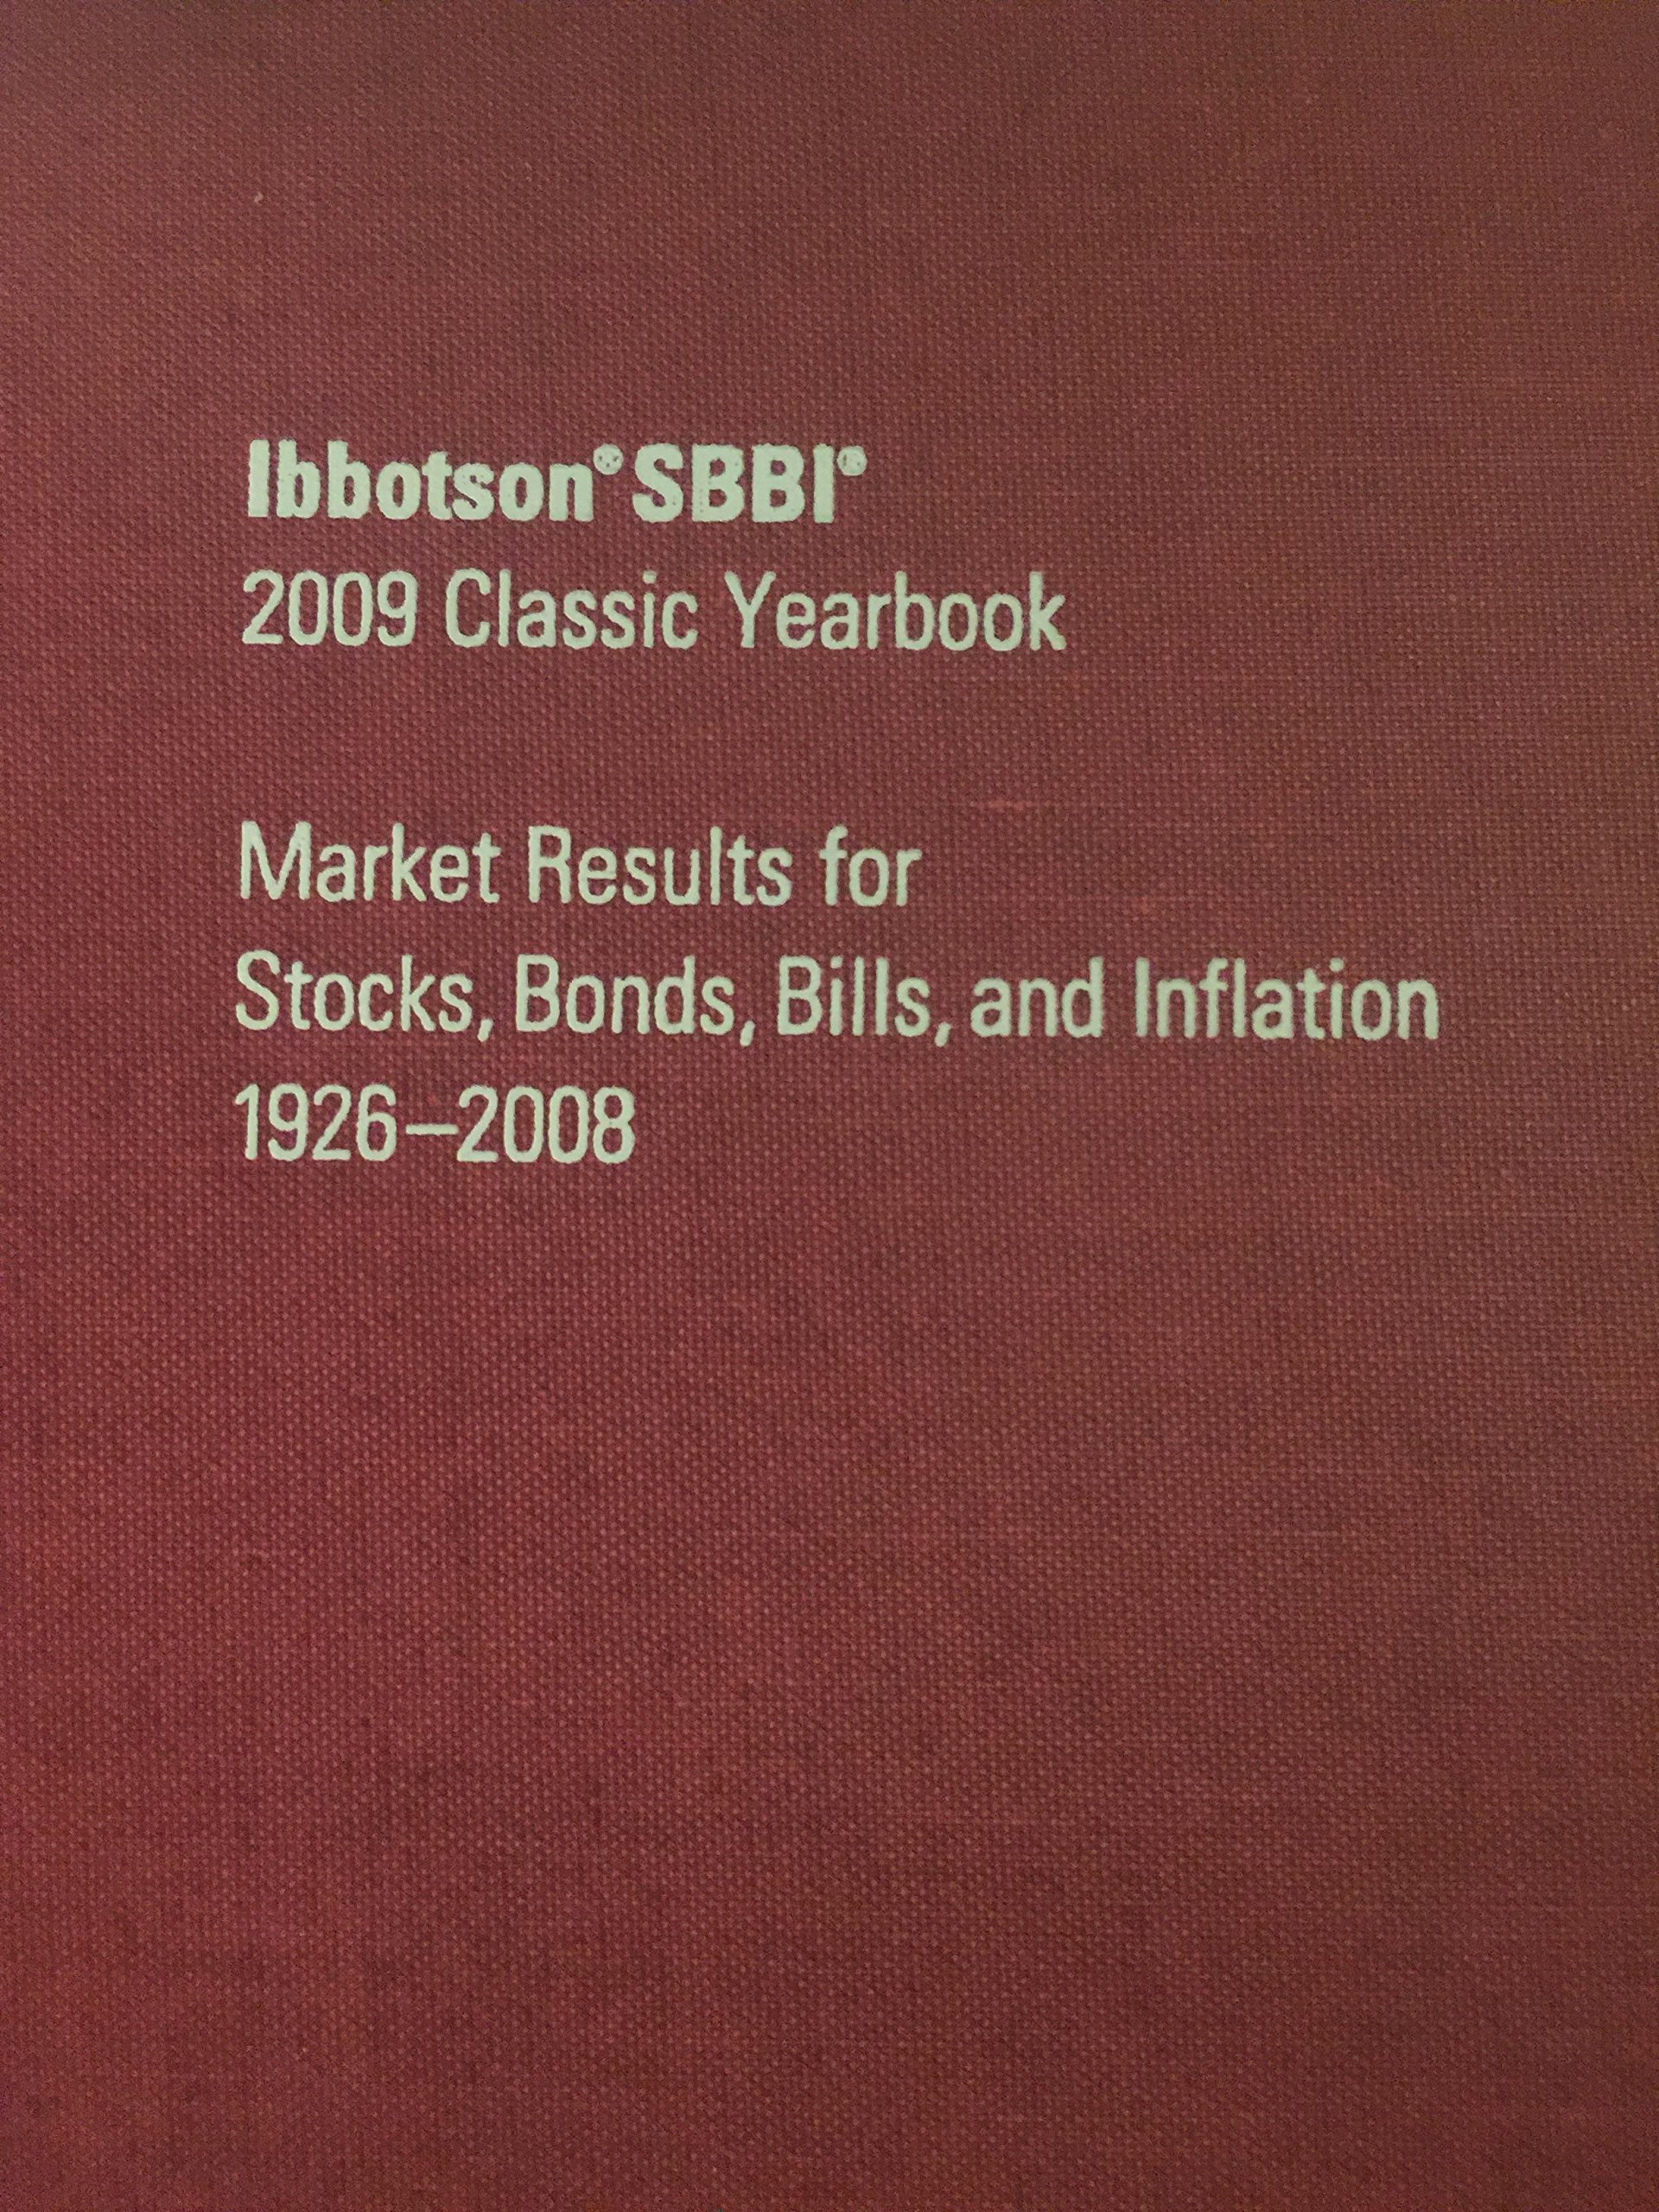 Ibbotson® SBBI®
2009 Classic Yearbook
Market Results for
Stocks, Bonds, Bills, and Inflation
1926–2008